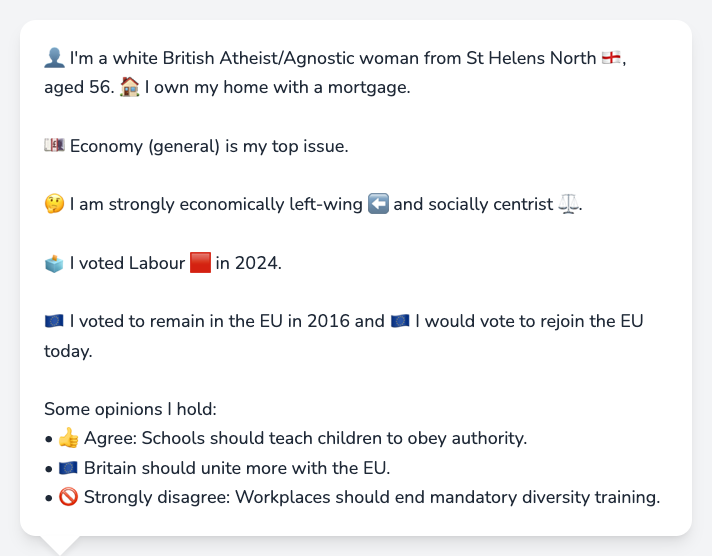 👤 I'm a white British Atheist/Agnostic woman from St Helens North 🏴󠁧󠁢󠁥󠁮󠁧󠁿,
aged 56. 🏠 I own my home with a mortgage.
💷 Economy (general) is my top issue.
🤔 I am strongly economically left-wing ⬅️ and socially centrist ⚖️.
🗳️ I voted Labour 🟥 in 2024.
🇪🇺 I voted to remain in the EU in 2016 and 🇪🇺 I would vote to rejoin the EU
today.
Some opinions I hold:
• 👍 Agree: Schools should teach children to obey authority.
• 🇪🇺 Britain should unite more with the EU.
• 🚫 Strongly disagree: Workplaces should end mandatory diversity training.